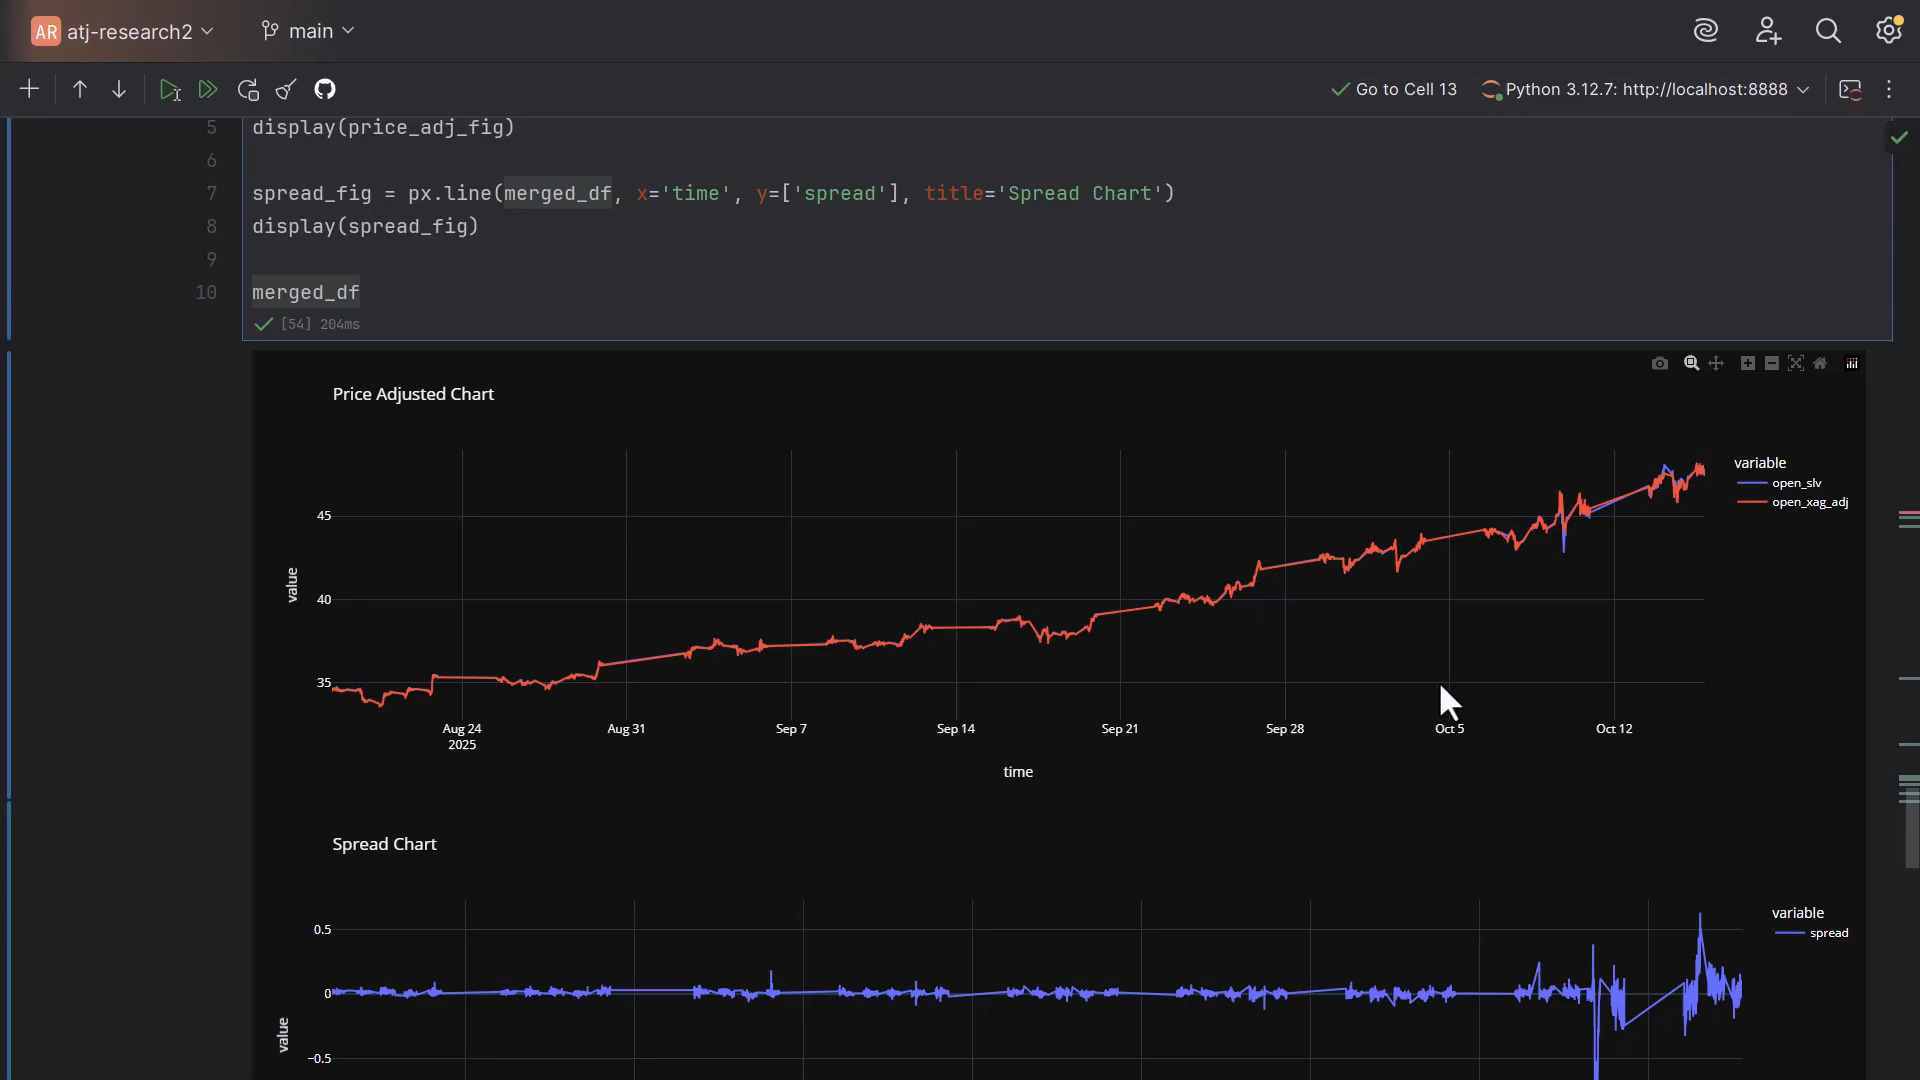 AR atj-research2 main
Go to Cell 13 Python 3.12.7: http://localhost:8888
5 display(price_adj_fig)
6
7 spread_fig = px.line(merged_df, x='time', y=['spread'], title='Spread Chart')
8 display(spread_fig)
9
10 merged_df
[54] 204ms
Price Adjusted Chart
variable
open_slv
open_xag_adj
45
40
35
value
Aug 24 Aug 31 Sep 7 Sep 14 Sep 21 Sep 28 Oct 5 Oct 12
2025
time
Spread Chart
variable
spread
0.5
0
−0.5
value